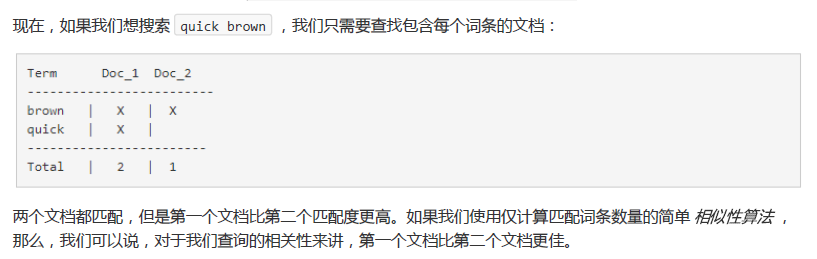 现在，如果我们想搜索 quick brown ，我们只需要查找包含每个词条的文档：
Term      Doc_1  Doc_2
-------------------------
brown   |   X   |  X
quick   |   X   |
------------------------
Total   |   2   |  1
两个文档都匹配，但是第一个文档比第二个匹配度更高。如果我们使用仅计算匹配词条数量的简单 相似性算法 ，
那么，我们可以说，对于我们查询的相关性来讲，第一个文档比第二个文档更佳。